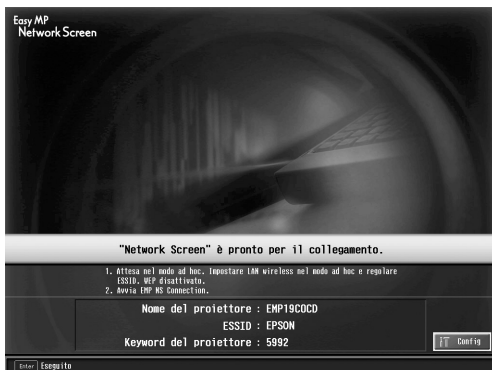 Easy MP
Network Screen
"Network Screen" è pronto per il collegamento.
1. Attesa nel modo ad hoc. Impostare LAN wireless nel modo ad hoc e regolare
ESSID. WEP disattivato.
2. Avvia EMP NS Connection.
Nome del proiettore : EMP19C0CD
ESSID : EPSON
Keyword del proiettore : 5992
Config
Enter Eseguito